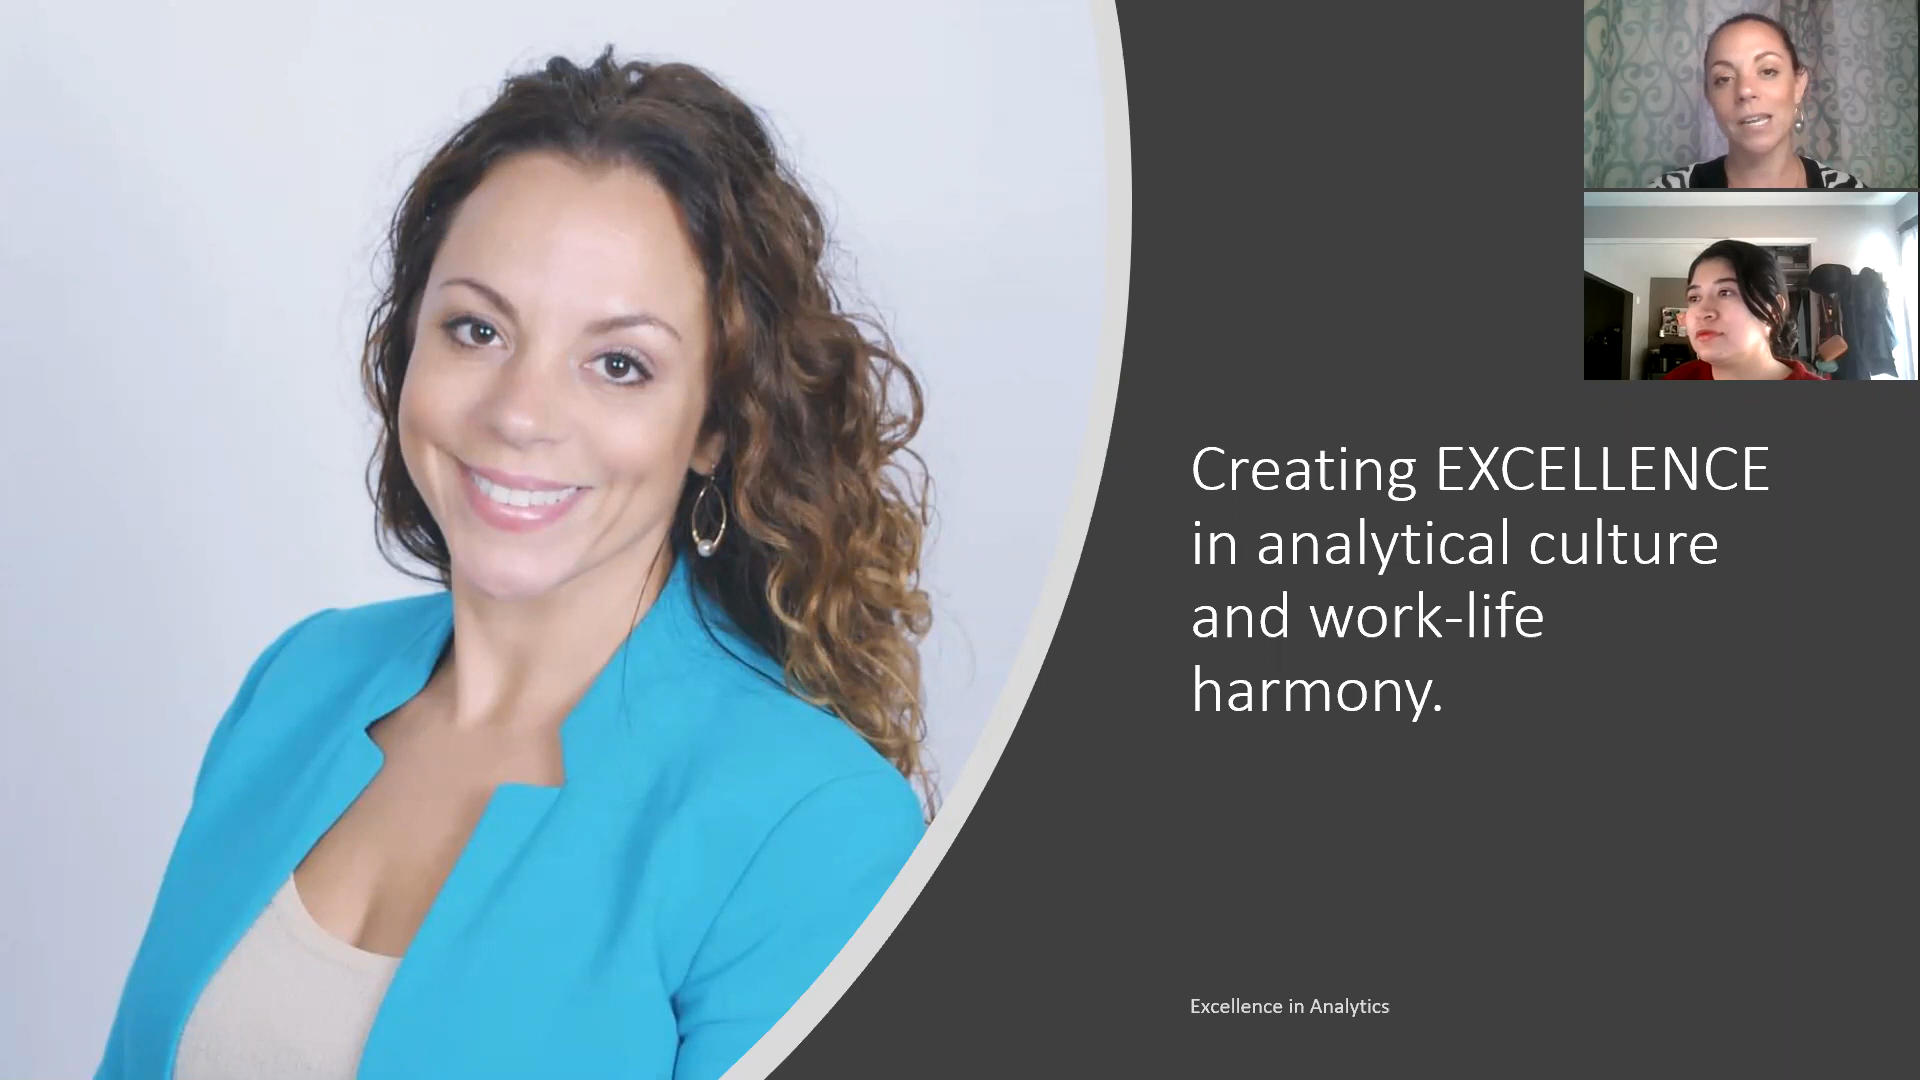 Creating EXCELLENCE
in analytical culture
and work-life
harmony.
Excellence in Analytics